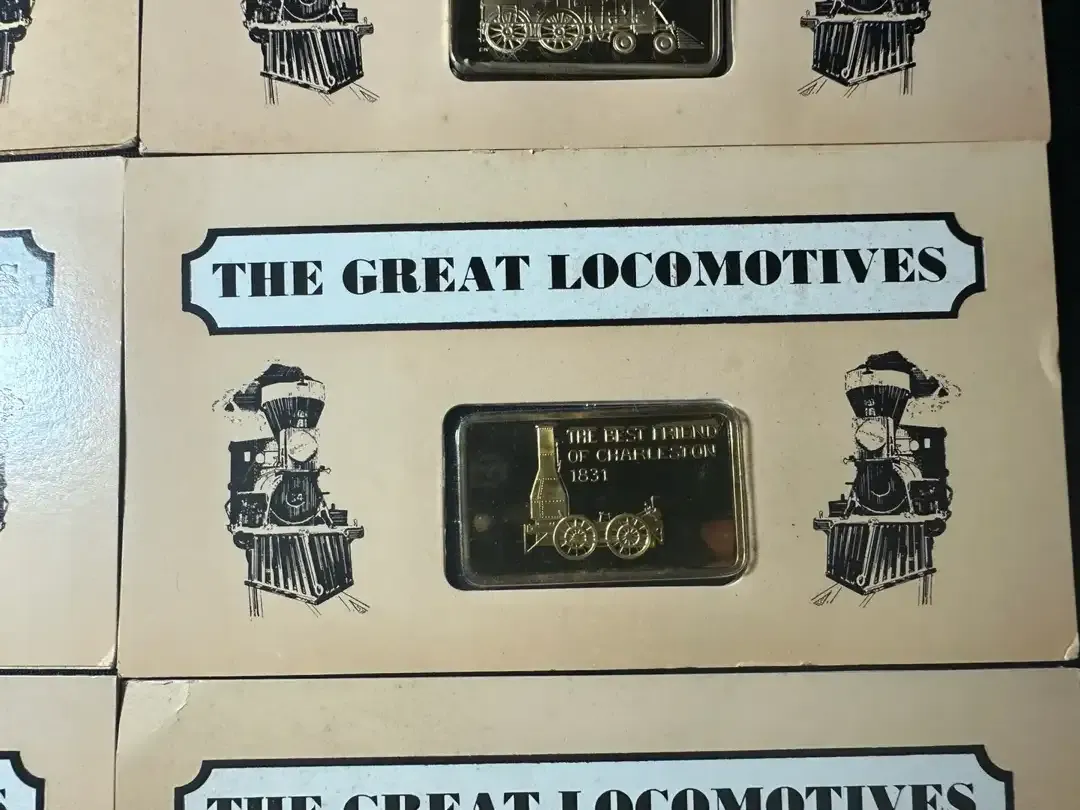 THE GREAT LOCOMOTIVES
THE BEST FRIEND
OF CHARLESTON
1831
THE GREAT LOCOMOTIVES